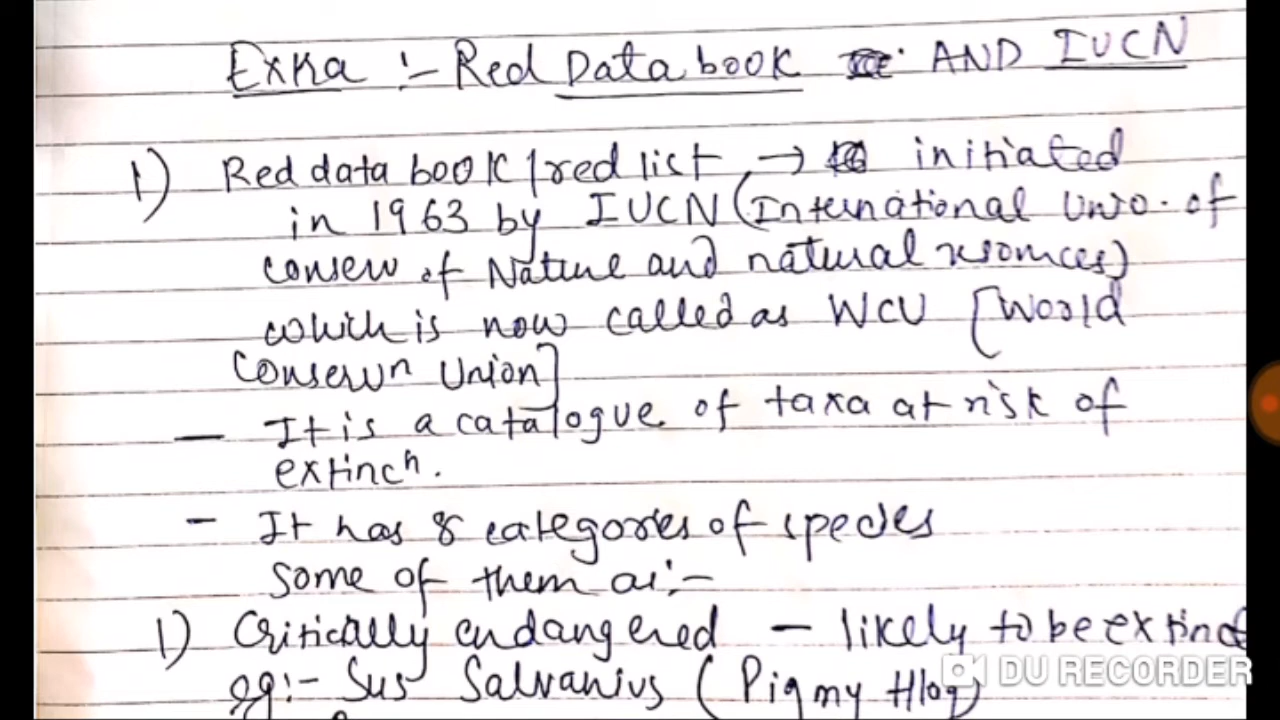 Extra :- Red Data book AND IUCN
1) Red data book / red list → initiated
in 1963 by IUCN (International Unio. of
conserv of Nature and natural resources)
which is now called as WCU [World
Conservn Union]
— It is a catalogue of taxa at risk of
extincn.
- It has 8 categories of species
some of them ar:-
1) Critically endangered - likely to be extinct
eg:- Sus Salvanius (Pigmy Hog)
DU RECORDER